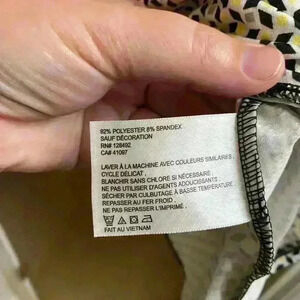 92% POLYESTER 8% SPANDEX
SAUF DÉCORATION
RN# 128492
CA# 41097
LAVER À LA MACHINE AVEC COULEURS SIMILAIRES,
CYCLE DÉLICAT.
BLANCHIR SANS CHLORE SI NÉCESSAIRE.
NE PAS UTILISER D'AGENTS ADOUCISSANTS.
SÉCHER PAR CULBUTAGE À BASSE TEMPÉRATURE.
REPASSER AU FER FROID.
NE PAS REPASSER L'IMPRIMÉ.
FAIT AU VIETNAM